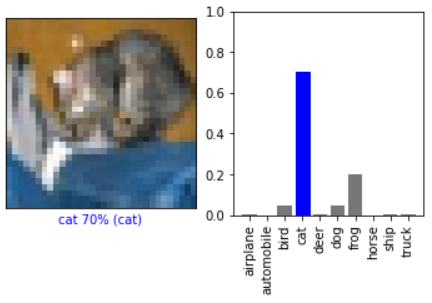 cat 70% (cat)
1.0
0.8
0.6
0.4
0.2
0.0
airplane
automobile
bird
cat
deer
dog
frog
horse
ship
truck